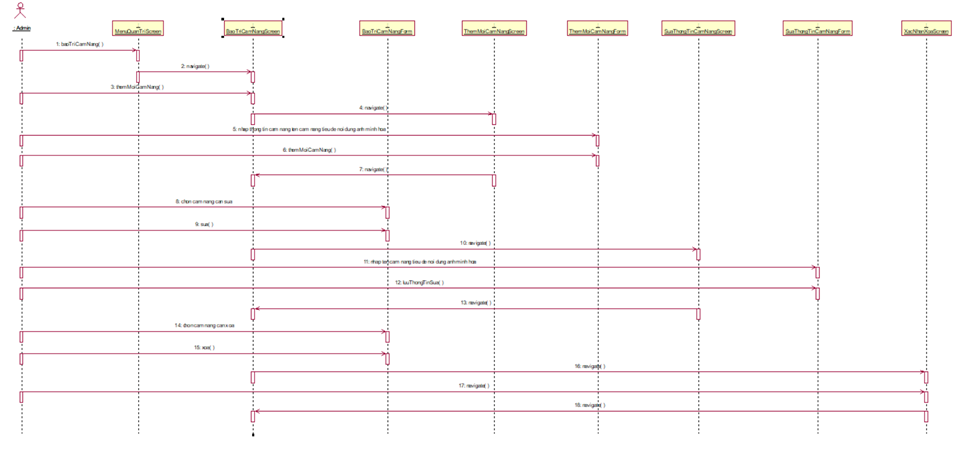 : Admin
: MenuQuanTriScreen
: BaoTriCamNangScreen
: BaoTriCamNangForm
: ThemMoiCamNangScreen
: ThemMoiCamNangForm
: SuaThongTinCamNangScreen
: SuaThongTinCamNangForm
: XacNhanXoaScreen
1: baoTriCamNang( )
2: navigate( )
3: themMoiCamNang( )
4: navigate( )
5: nhap thong tin cam nang ten cam nang tieu de noi dung anh minh hoa
6: themMoiCamNang( )
7: navigate( )
8: chon cam nang can sua
9: sua( )
10: navigate( )
11: nhap ten cam nang tieu de noi dung anh minh hoa
12: luuThongTinSua( )
13: navigate( )
14: chon cam nang can xoa
15: xoa( )
16: navigate( )
17: navigate( )
18: navigate( )